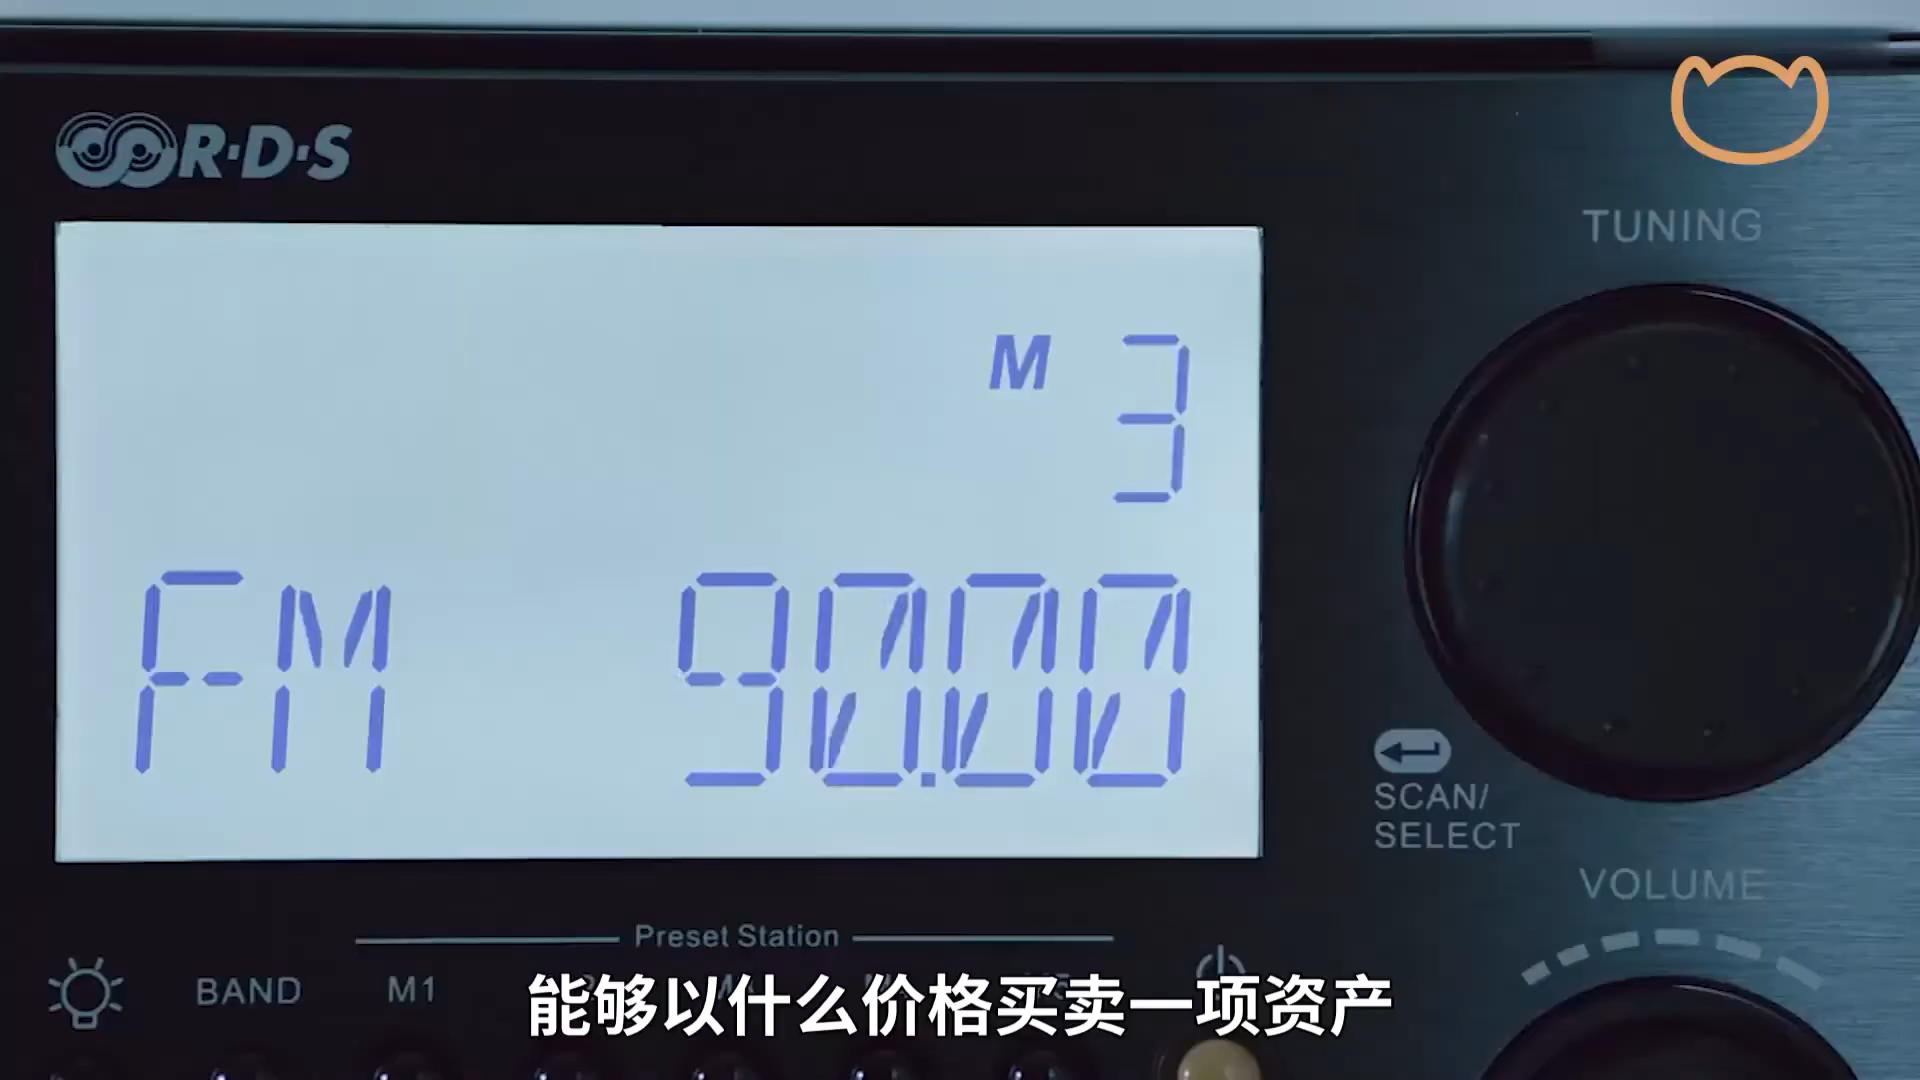 R·D·S
TUNING
M 3
FM 90.00
SCAN/
SELECT
VOLUME
Preset Station
BAND
M1
能够以什么价格买卖一项资产